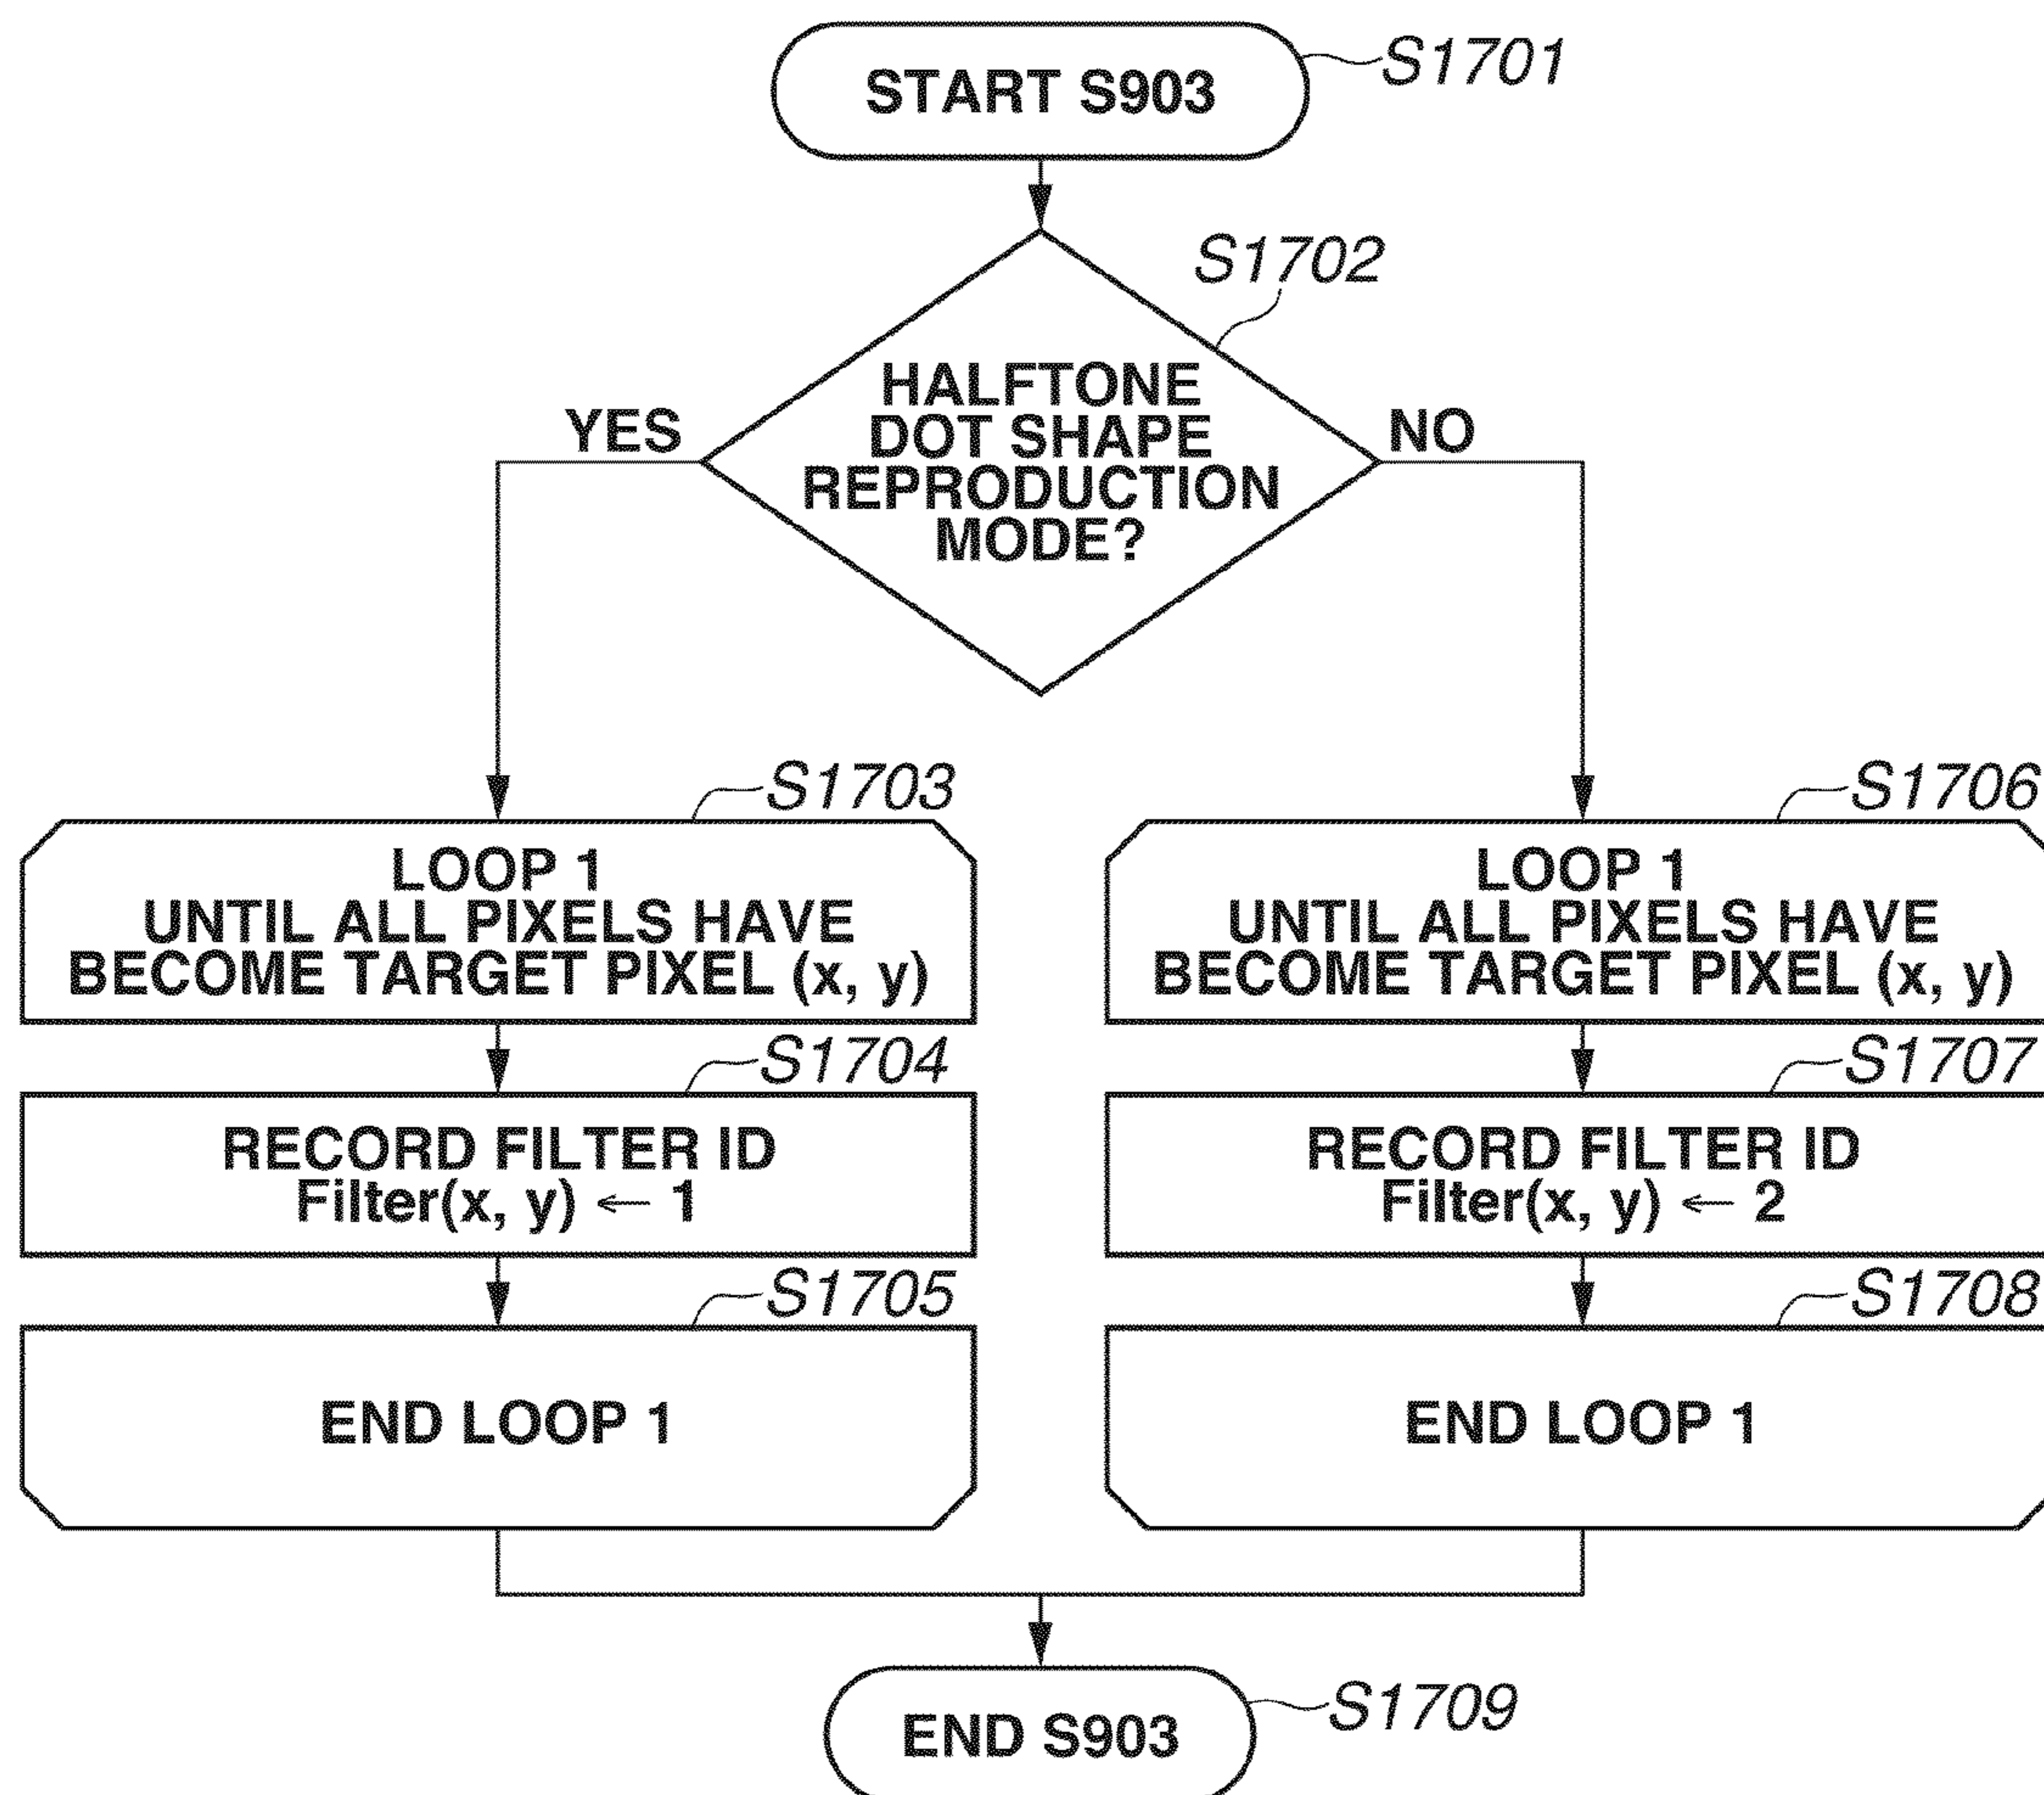 START S903
S1701
S1702
HALFTONE
DOT SHAPE
REPRODUCTION
MODE?
YES
NO
S1703
LOOP 1
UNTIL ALL PIXELS HAVE
BECOME TARGET PIXEL (x, y)
S1704
RECORD FILTER ID
Filter(x, y) ← 1
S1705
END LOOP 1
S1706
LOOP 1
UNTIL ALL PIXELS HAVE
BECOME TARGET PIXEL (x, y)
S1707
RECORD FILTER ID
Filter(x, y) ← 2
S1708
END LOOP 1
END S903
S1709